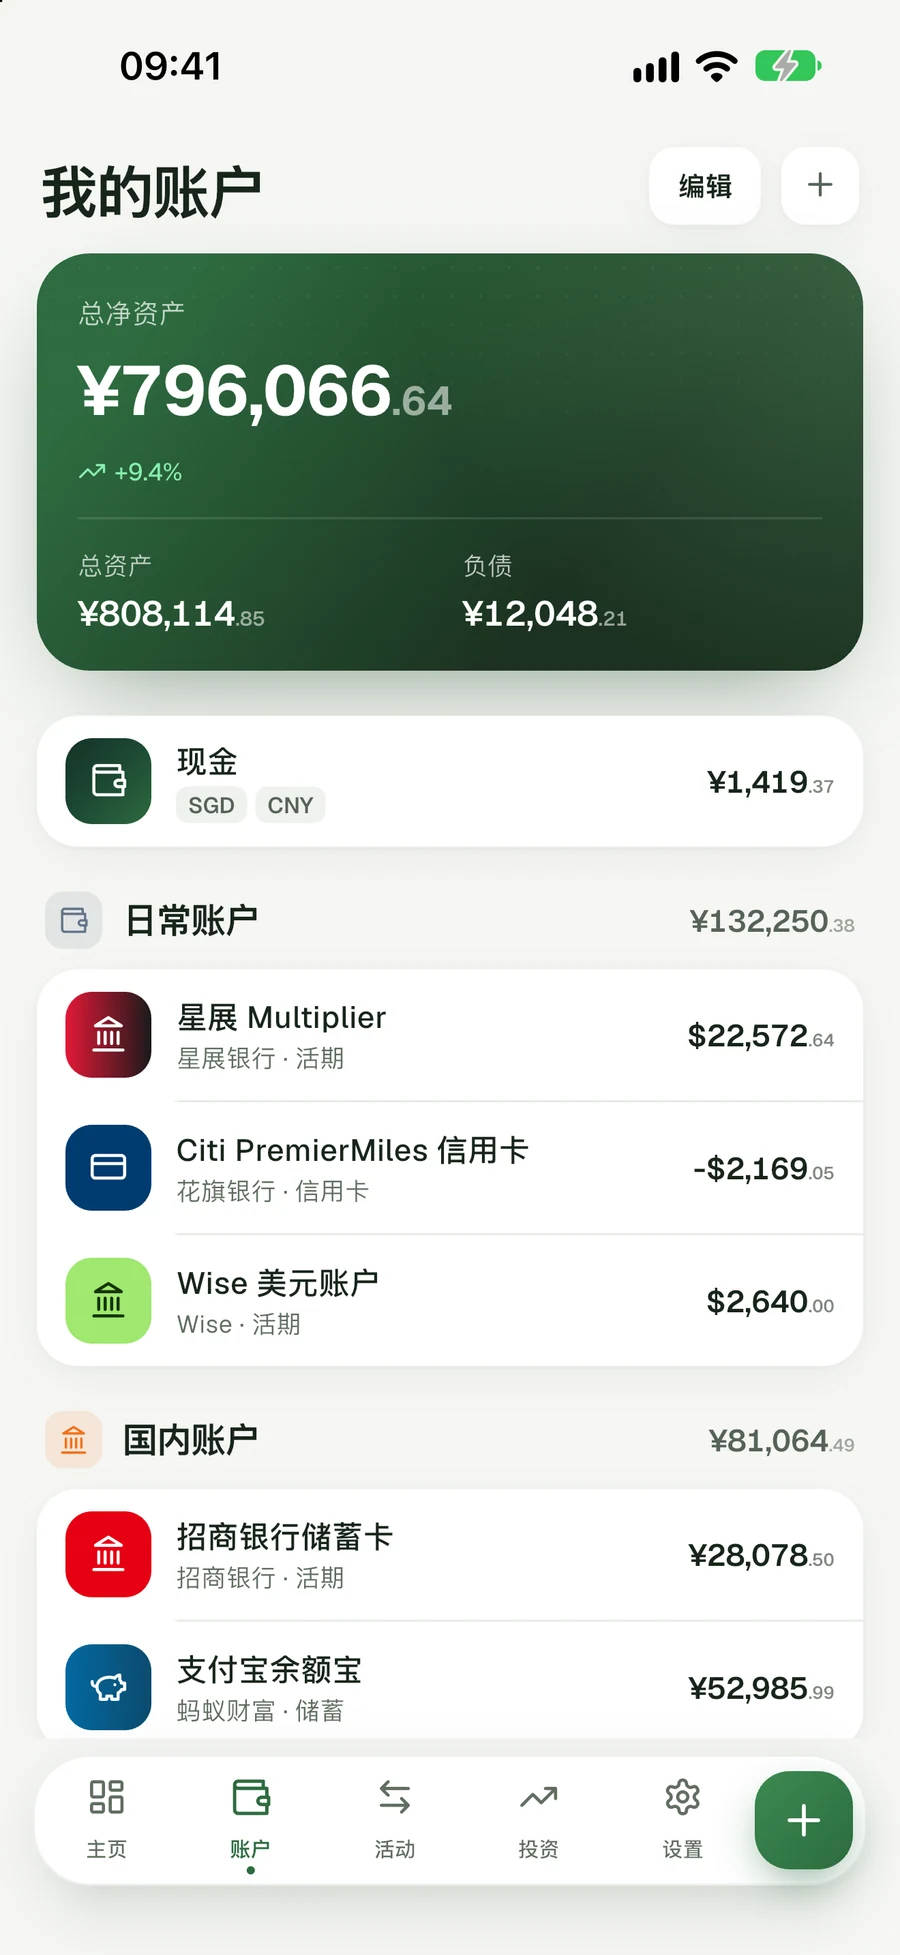 09:41
我的账户
编辑
总净资产
¥796,066.64
+9.4%
总资产
负债
¥808,114.85
¥12,048.21
现金
SGD
CNY
¥1,419.37
日常账户
¥132,250.38
星展 Multiplier
星展银行 · 活期
$22,572.64
Citi PremierMiles 信用卡
花旗银行 · 信用卡
-$2,169.05
Wise 美元账户
Wise · 活期
$2,640.00
国内账户
¥81,064.49
招商银行储蓄卡
招商银行 · 活期
¥28,078.50
支付宝余额宝
蚂蚁财富 · 储蓄
¥52,985.99
主页
账户
活动
投资
设置